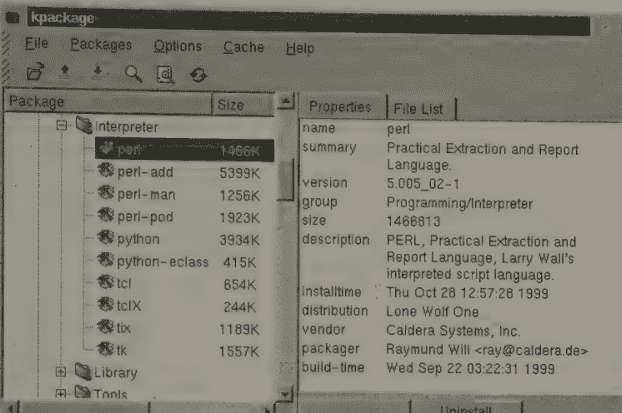 kpackage
File Packages Options Cache Help
Package Size
Interpreter
perl 1466K
perl-add 5399K
perl-man 1256K
perl-pod 1923K
python 3934K
python-eclass 415K
tcl 654K
tclX 244K
tix 1189K
tk 1557K
Library
Tools
Properties File List
name perl
summary Practical Extraction and Report
Language.
version 5.005_02-1
group Programming/Interpreter
size 1466813
description PERL, Practical Extraction and
Report Language, Larry Wall's
interpreted script language.
installtime Thu Oct 28 12:57:28 1999
distribution Lone Wolf One
vendor Caldera Systems, Inc.
packager Raymund Will <ray@caldera.de>
build-time Wed Sep 22 03:22:31 1999
Uninstall